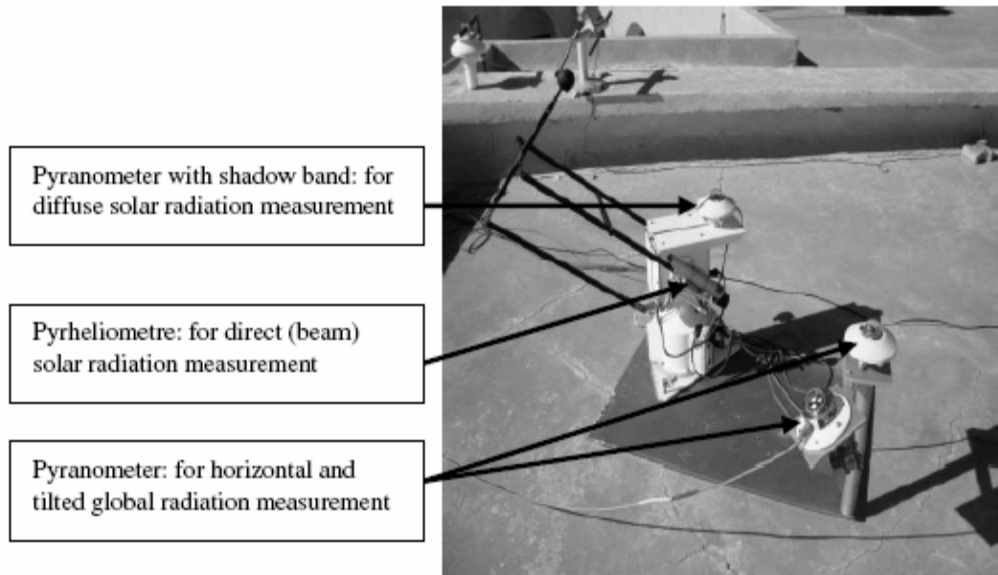 Pyranometer with shadow band: for
diffuse solar radiation measurement
Pyrheliometre: for direct (beam)
solar radiation measurement
Pyranometer: for horizontal and
tilted global radiation measurement